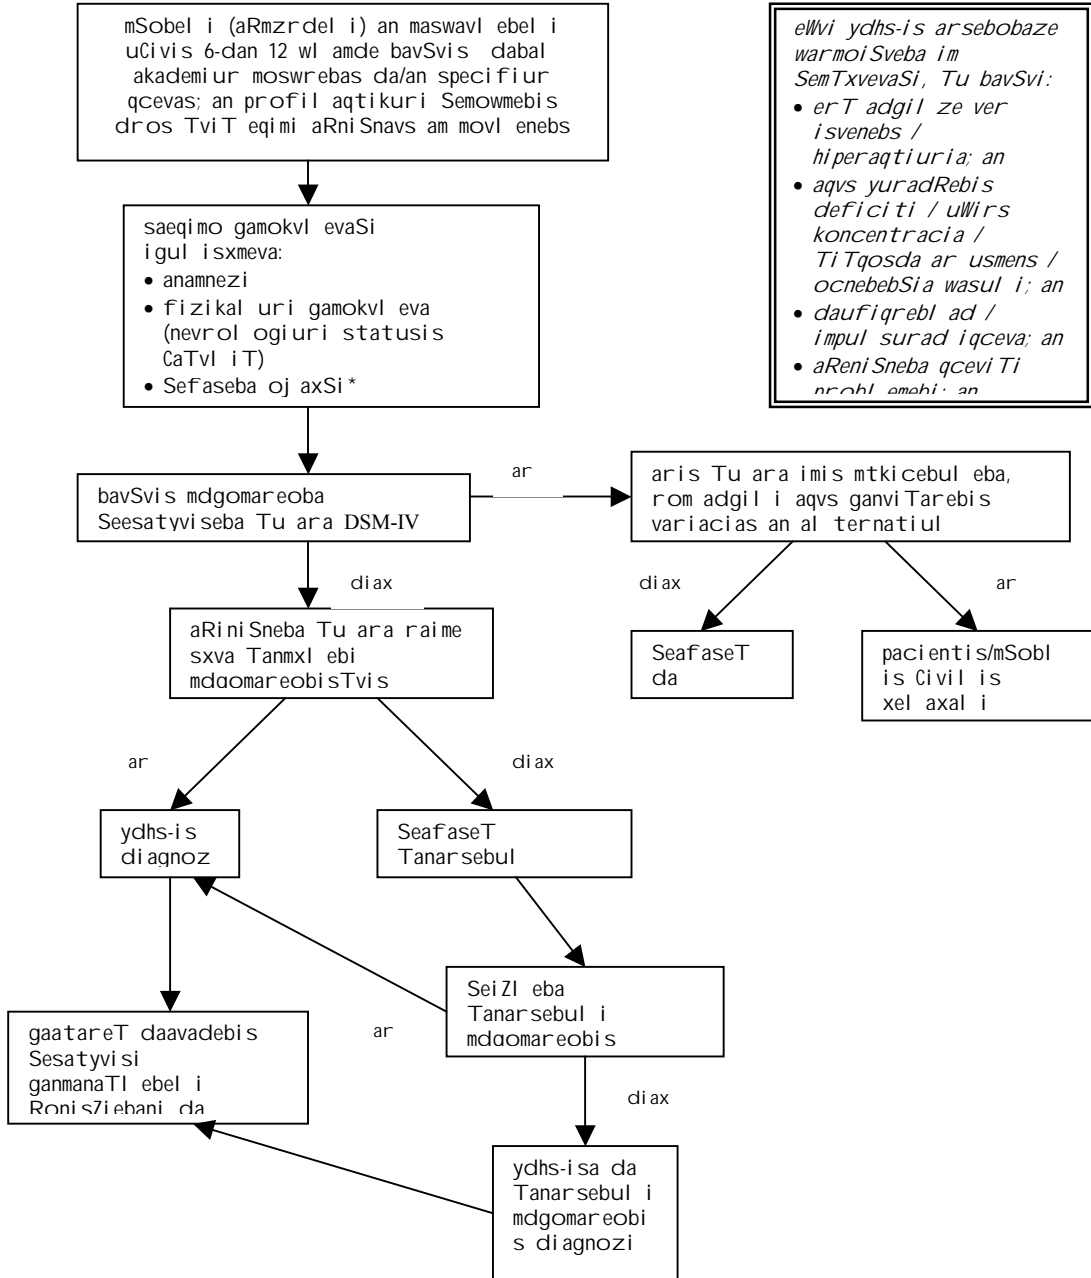 mSobeli (aRmzrdeli) an maswavlebeli
uCivis 6-dan 12 wlamde bavSvis dabal
akademiur moswrebas da/an specifiur
qcevas; an profilaqtikuri Semowmebis
dros TviT eqimi aRniSnavs am movlenebs
eWvi ydhs-is arsebobaze
warmoiSveba im
SemTxvevaSi, Tu bavSvi:
• erT adgilze ver
isvenebs /
hiperaqtiuria; an
• aqvs yuradRebis
deficiti / uWirs
koncentracia /
TiTqosda ar usmens /
ocnebebSia wasuli; an
• daufiqreblad /
impulsurad iqceva; an
• aReniSneba qceviTi
problemebi; an
saeqimo gamokvlevaSi
igulisxmeva:
• anamnezi
• fizikaluri gamokvleva
(nevrologiuri statusis
CaTvliT)
• Sefaseba ojaxSi*
bavSvis mdgomareoba
Seesatyviseba Tu ara DSM-IV
ar
aris Tu ara imis mtkicebuleba,
rom adgili aqvs ganviTarebis
variacias an alternatiul
diax
diax
ar
aRiniSneba Tu ara raime
sxva Tanmxlebi
mdgomareobisTvis
SeafaseT
da
pacientis/mSobl
is Civilis
xelaxali
ar
diax
ydhs-is
diagnoz
SeafaseT
Tanarsebul
SeiZleba
Tanarsebuli
mdgomareobis
ar
gaatareT daavadebis
Sesatyvisi
ganmanaTlebeli
RonisZiebani da
diax
ydhs-isa da
Tanarsebuli
mdgomareobi
s diagnozi